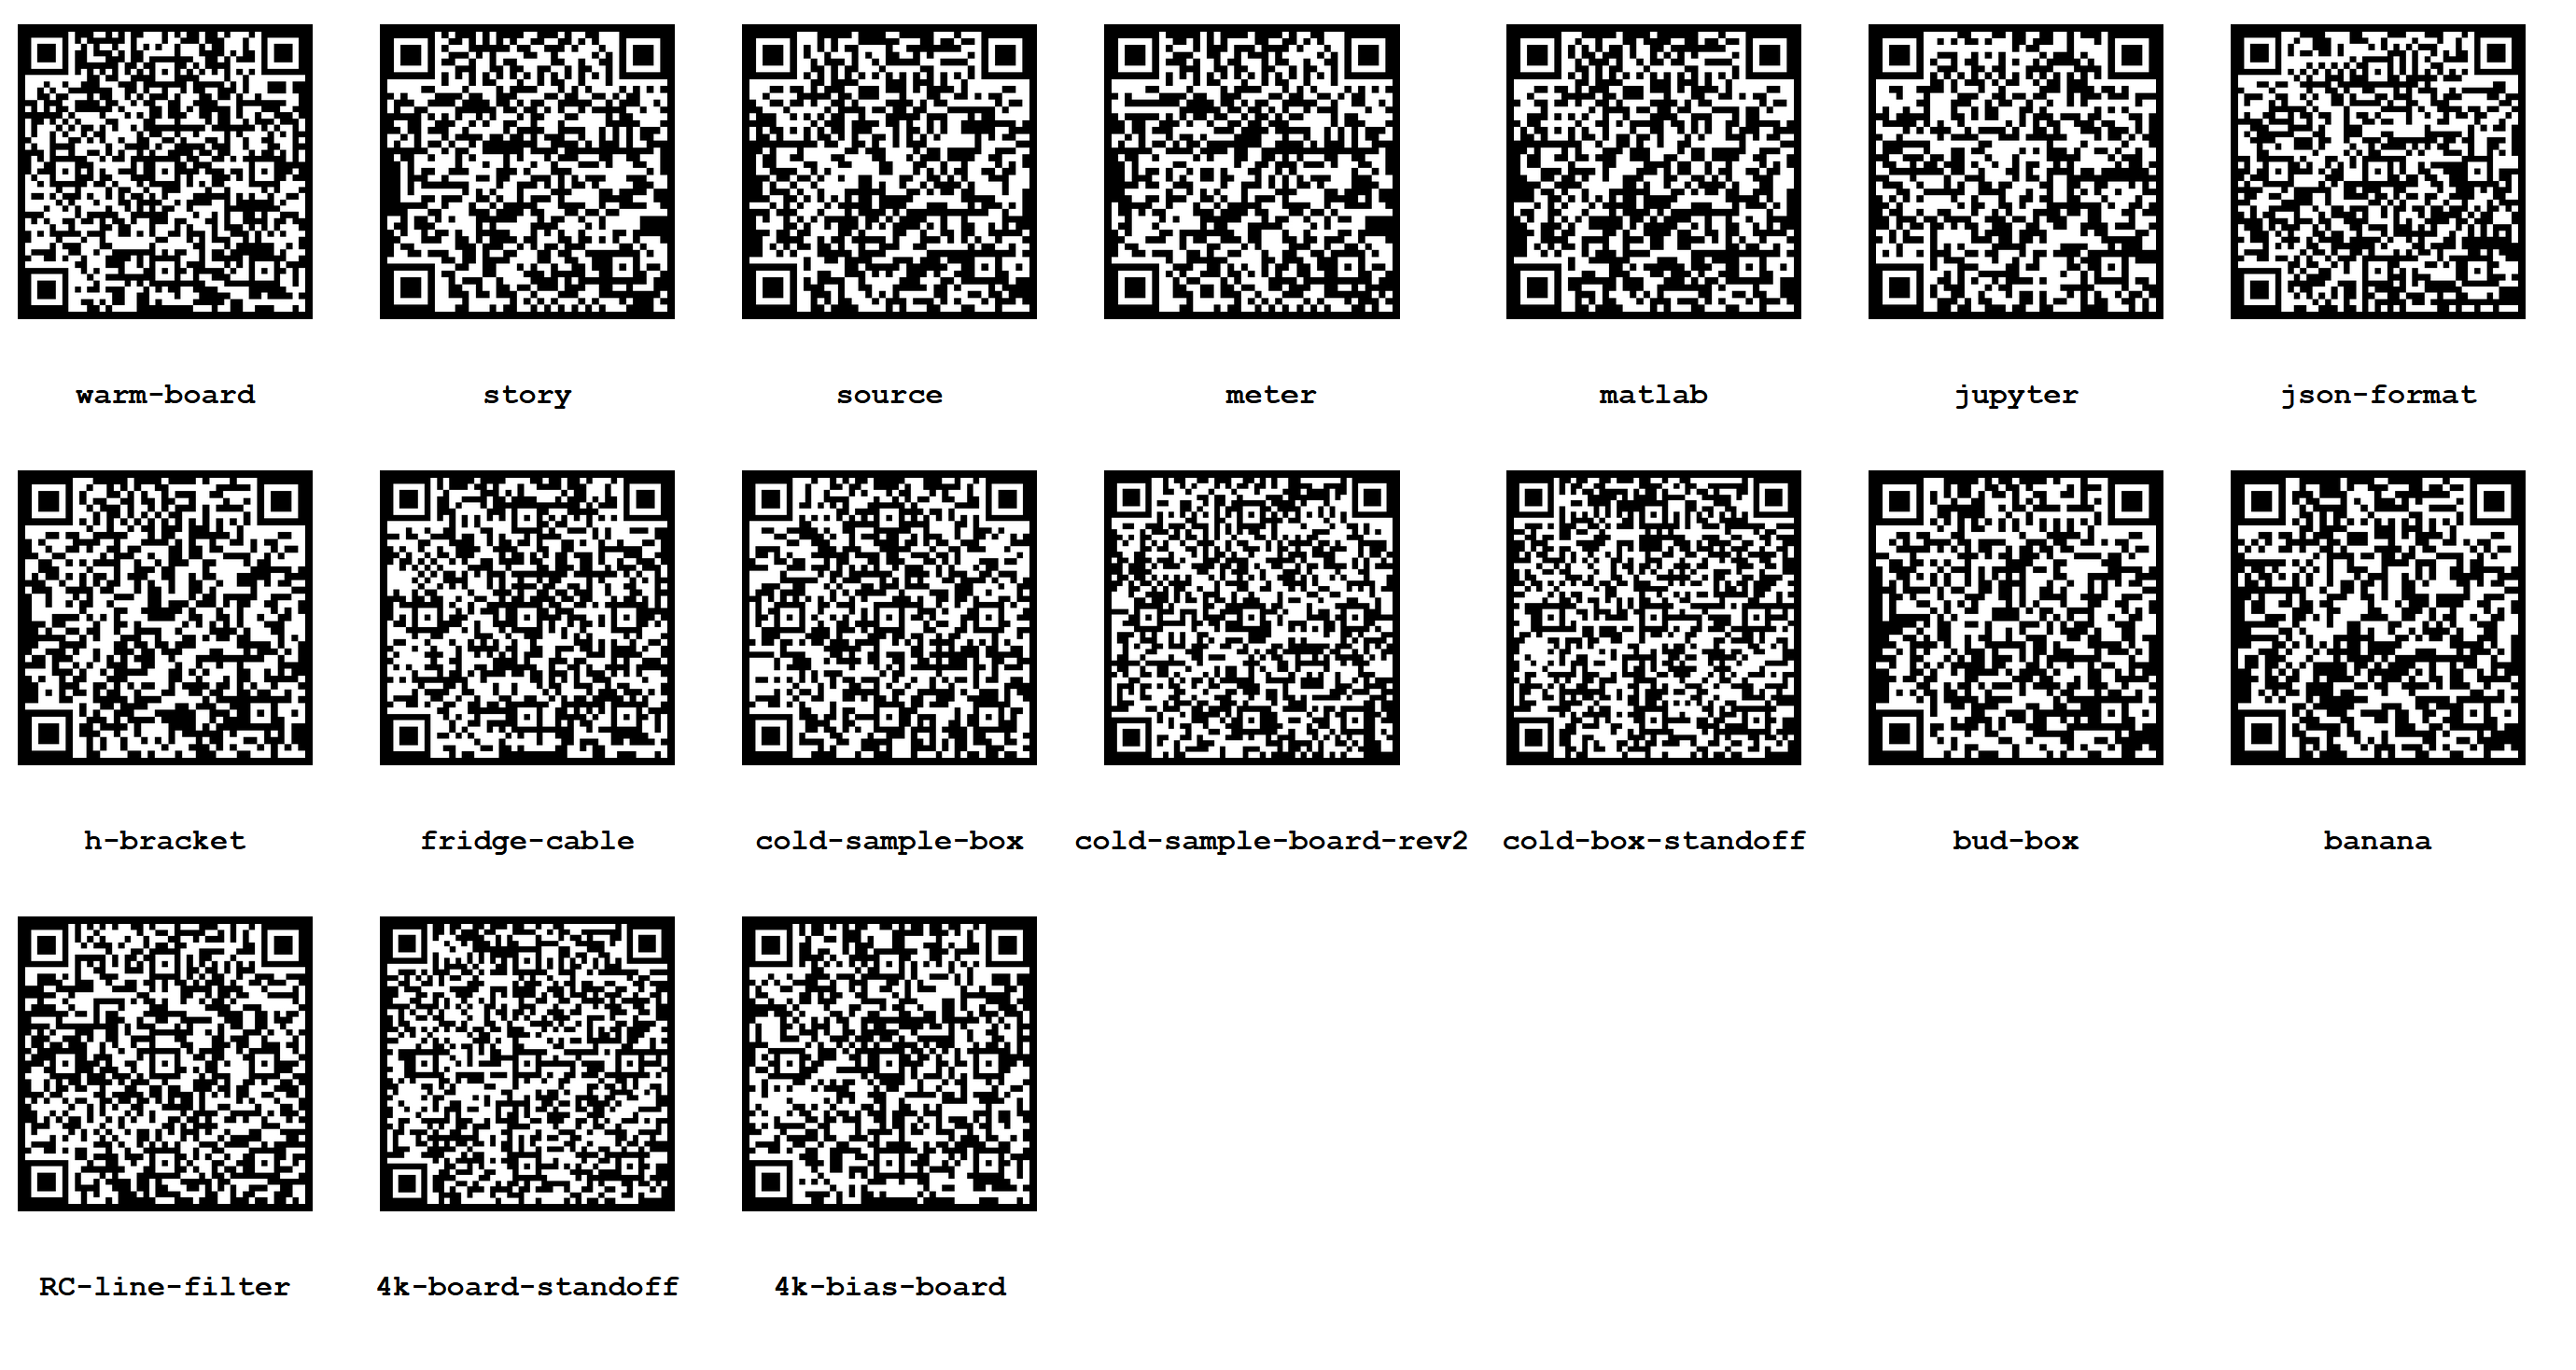 warm-board story source meter matlab jupyter json-format
h-bracket fridge-cable cold-sample-box cold-sample-board-rev2 cold-box-standoff bud-box banana
RC-line-filter 4k-board-standoff 4k-bias-board